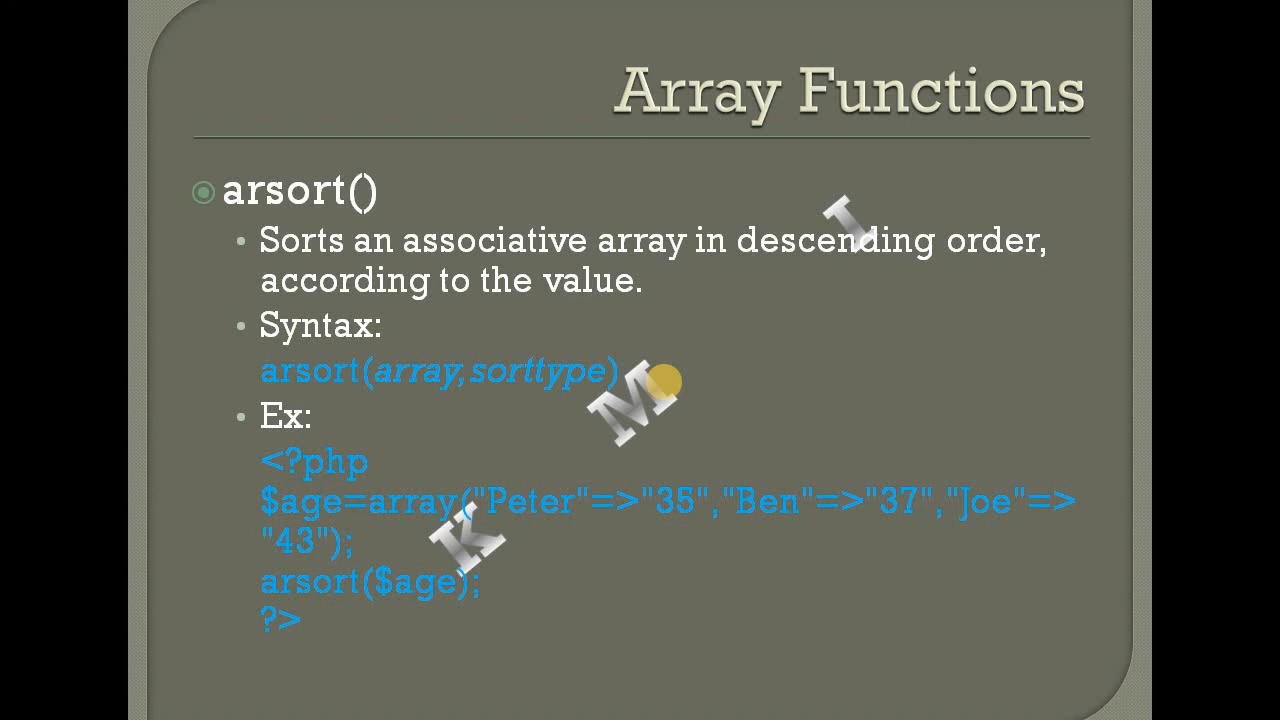 Array Functions
arsort()
Sorts an associative array in descending order,
according to the value.
Syntax:
arsort(array,sorttype)
Ex:
<?php
$age=array("Peter"=>"35","Ben"=>"37","Joe"=>
"43");
arsort($age);
?>
K M I